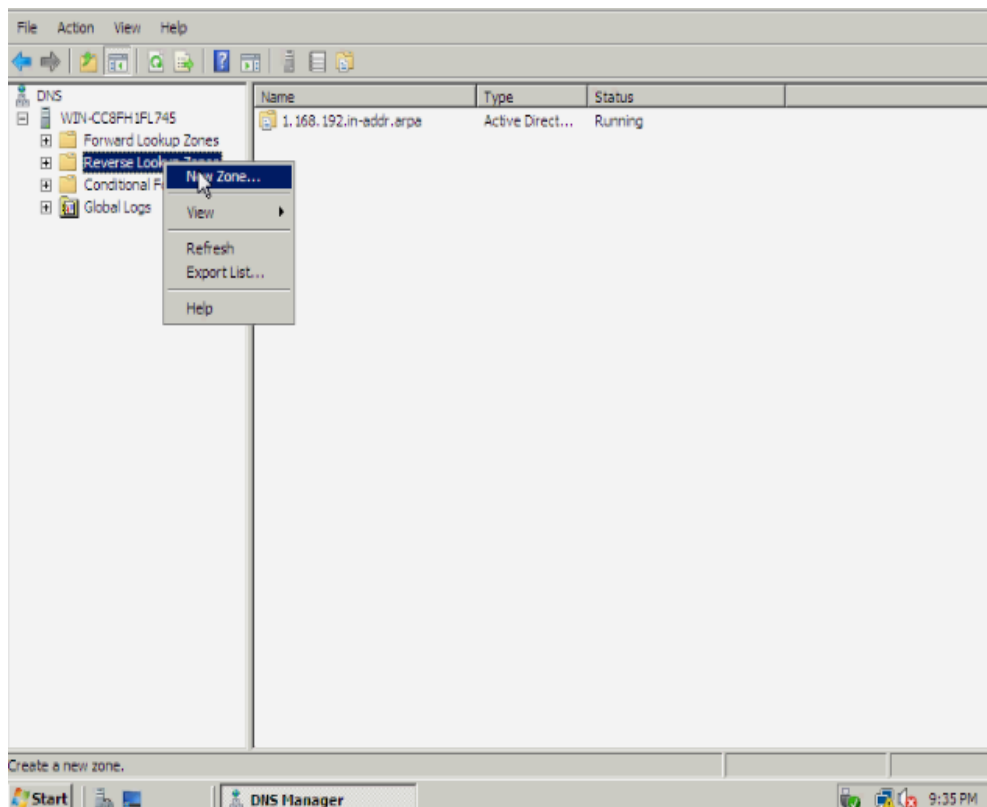 File Action View Help
DNS
WIN-CC8FH1FL745
Forward Lookup Zones
Reverse Lookup Zones
Conditional F
Global Logs
Name Type Status
1.168.192.in-addr.arpa Active Direct... Running
New Zone...
View
Refresh
Export List...
Help
Create a new zone.
Start DNS Manager 9:35 PM